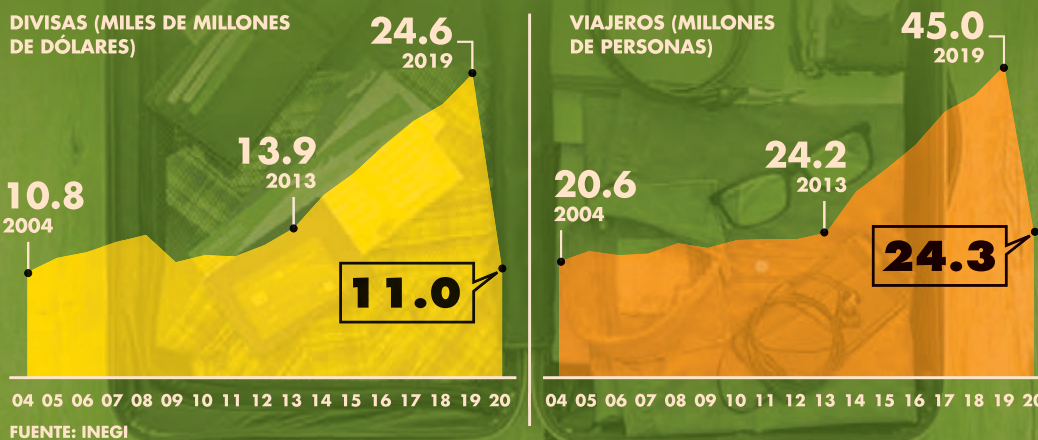 DIVISAS (MILES DE MILLONES
DE DÓLARES)
24.6
2019
13.9
2013
10.8
2004
11.0
04 05 06 07 08 09 10 11 12 13 14 15 16 17 18 19 20
VIAJEROS (MILLONES
DE PERSONAS)
45.0
2019
24.2
2013
20.6
2004
24.3
04 05 06 07 08 09 10 11 12 13 14 15 16 17 18 19 20
FUENTE: INEGI